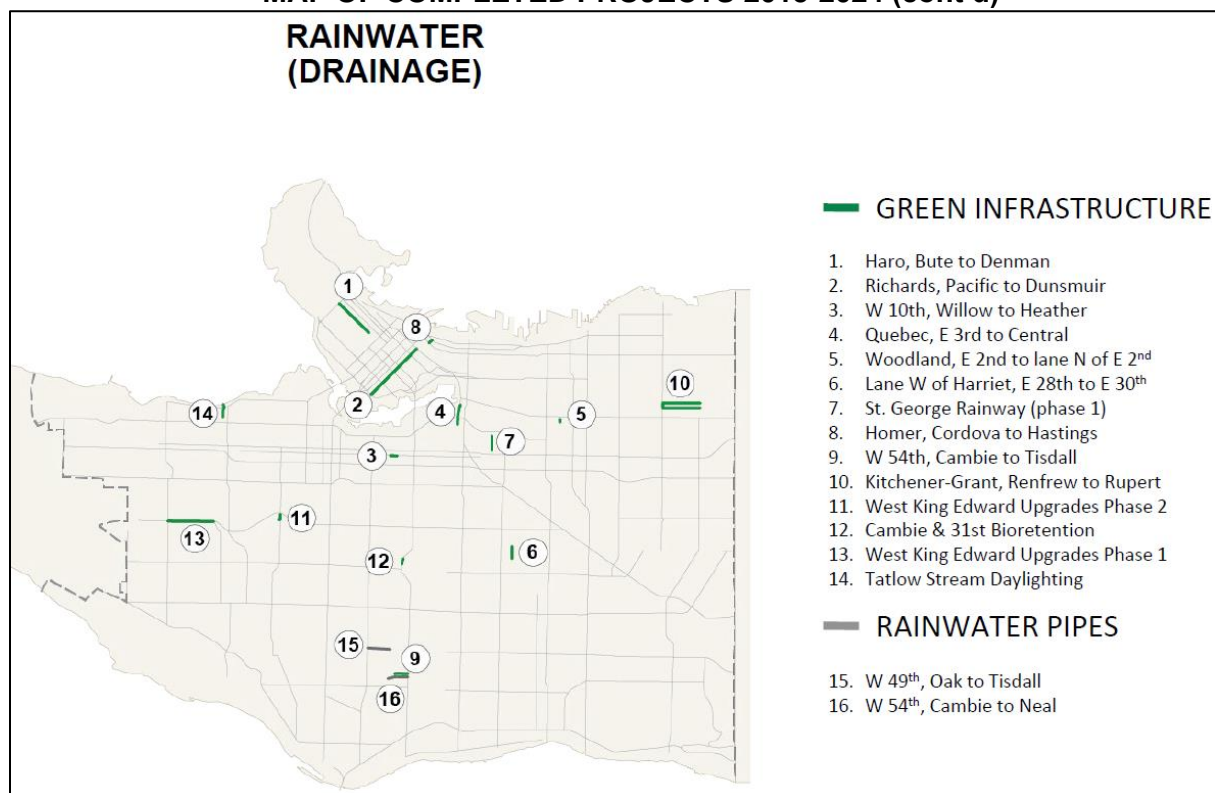 RAINWATER
(DRAINAGE)
GREEN INFRASTRUCTURE
1. Haro, Bute to Denman
2. Richards, Pacific to Dunsmuir
3. W 10th, Willow to Heather
4. Quebec, E 3rd to Central
5. Woodland, E 2nd to lane N of E 2nd
6. Lane W of Harriet, E 28th to E 30th
7. St. George Rainway (phase 1)
8. Homer, Cordova to Hastings
9. W 54th, Cambie to Tisdall
10. Kitchener-Grant, Renfrew to Rupert
11. West King Edward Upgrades Phase 2
12. Cambie & 31st Bioretention
13. West King Edward Upgrades Phase 1
14. Tatlow Stream Daylighting
RAINWATER PIPES
15. W 49th, Oak to Tisdall
16. W 54th, Cambie to Neal
1
8
2
10
14
4
5
7
3
11
13
12
6
15
9
16